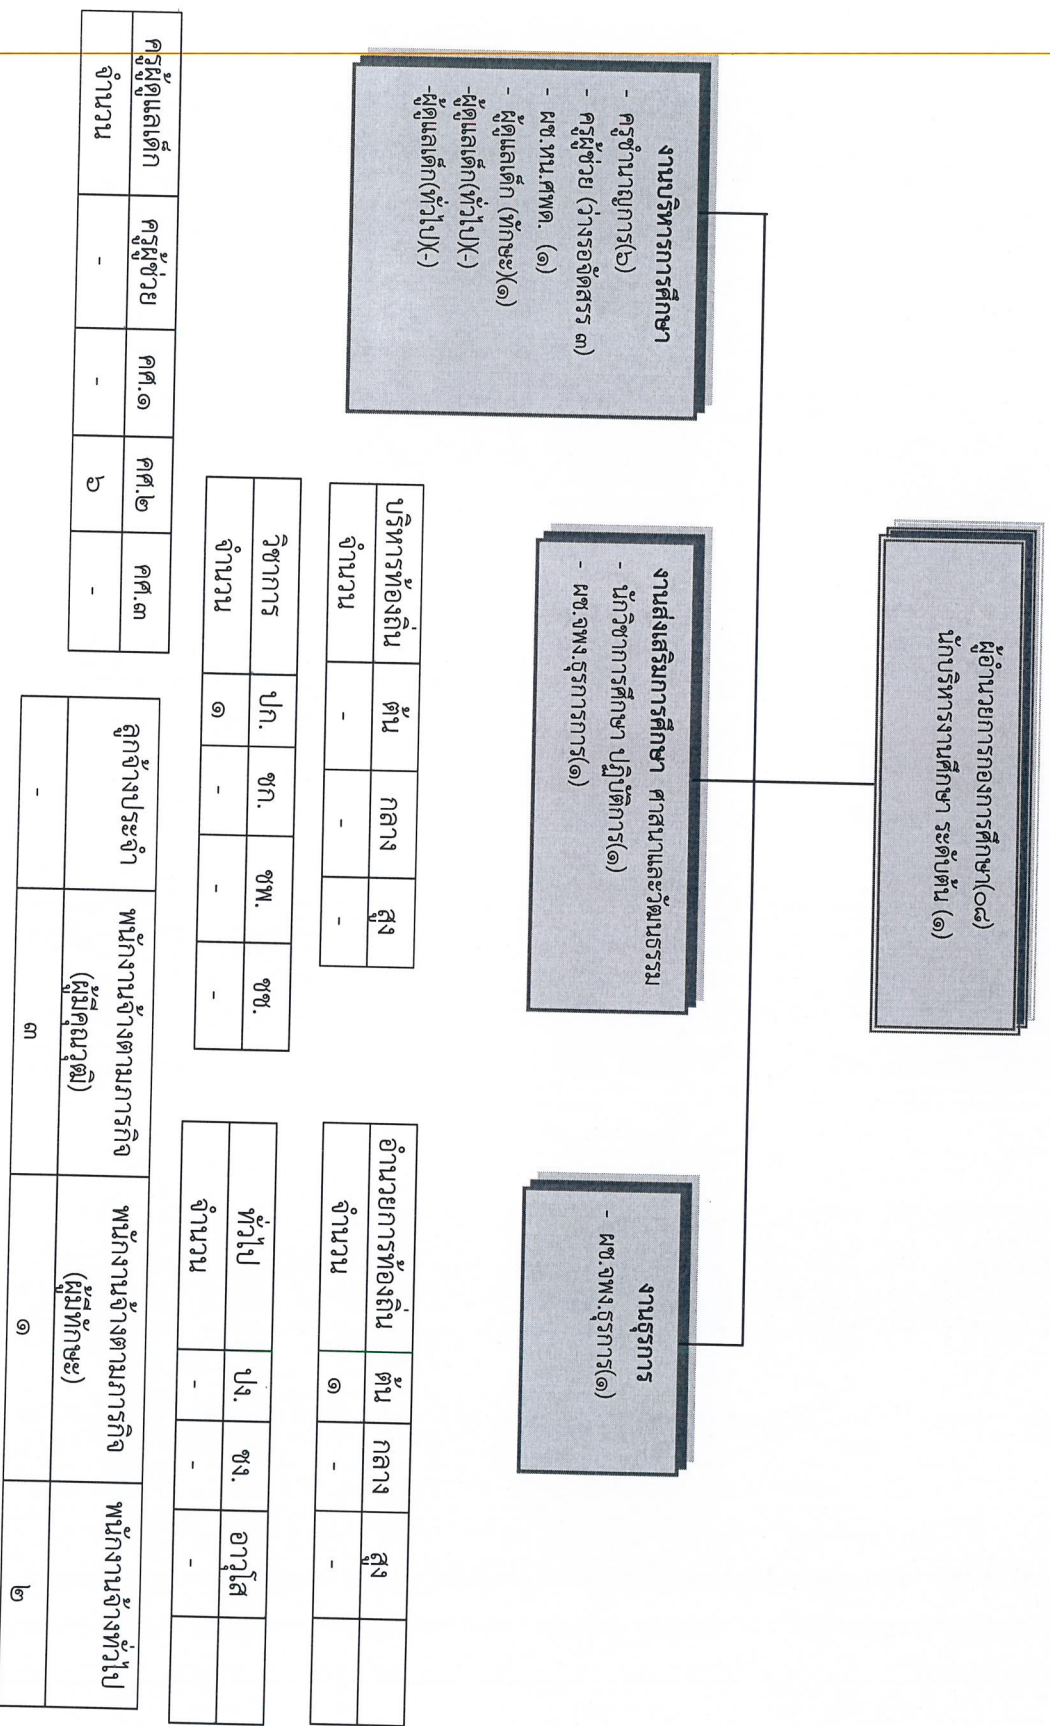 ผู้อำนวยการกองการศึกษา(๐๘)
นักบริหารงานศึกษา ระดับต้น (๑)
งานบริหารการศึกษา
- ครูชำนาญการ(๖)
- ครูผู้ช่วย (ว่างรอจัดสรร ๓)
- ผช.หน.ศพด. (๑)
- ผู้ดูแลเด็ก (ทักษะ)(๑)
-ผู้ดูแลเด็ก(ทั่วไป)(-)
-ผู้ดูแลเด็ก(ทั่วไป)(-)
งานส่งเสริมการศึกษา ศาสนาและวัฒนธรรม
- นักวิชาการศึกษา ปฏิบัติการ(๑)
- ผช.จพง.ธุรการการ(๑)
งานธุรการ
- ผช.จพง.ธุรการ(๑)
บริหารท้องถิ่น ต้น กลาง สูง
จำนวน - - -
อำนวยการท้องถิ่น ต้น กลาง สูง
จำนวน ๑ - -
วิชาการ ปก. ชก. ชพ. ชช.
จำนวน ๑ - - -
ทั่วไป ปง. ชง. อาวุโส
จำนวน - - -
ครูผู้ดูแลเด็ก ครูผู้ช่วย คศ.๑ คศ.๒ คศ.๓
จำนวน - - ๖ -
ลูกจ้างประจำ พนักงานจ้างตามภารกิจ พนักงานจ้างตามภารกิจ พนักงานจ้างทั่วไป
(ผู้มีคุณวุฒิ) (ผู้มีทักษะ)
- ๓ ๑ ๒